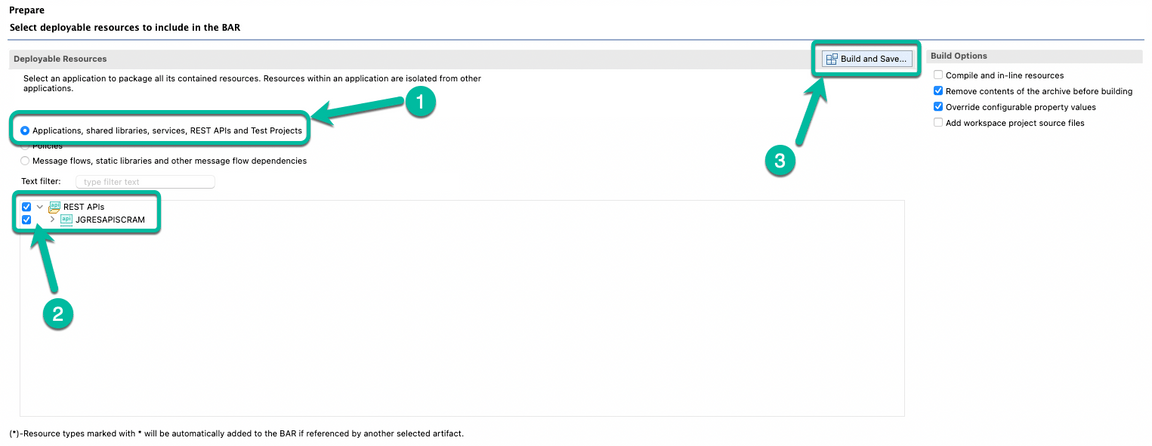 Prepare
Select deployable resources to include in the BAR
Deployable Resources
Build and Save...
Build Options
Select an application to package all its contained resources. Resources within an application are isolated from other
applications.
Compile and in-line resources
Remove contents of the archive before building
Override configurable property values
Add workspace project source files
1
Applications, shared libraries, services, REST APIs and Test Projects
Policies
Message flows, static libraries and other message flow dependencies
3
Text filter:
type filter text
REST APIs
api JGRESAPISCRAM
2
(*)-Resource types marked with * will be automatically added to the BAR if referenced by another selected artifact.